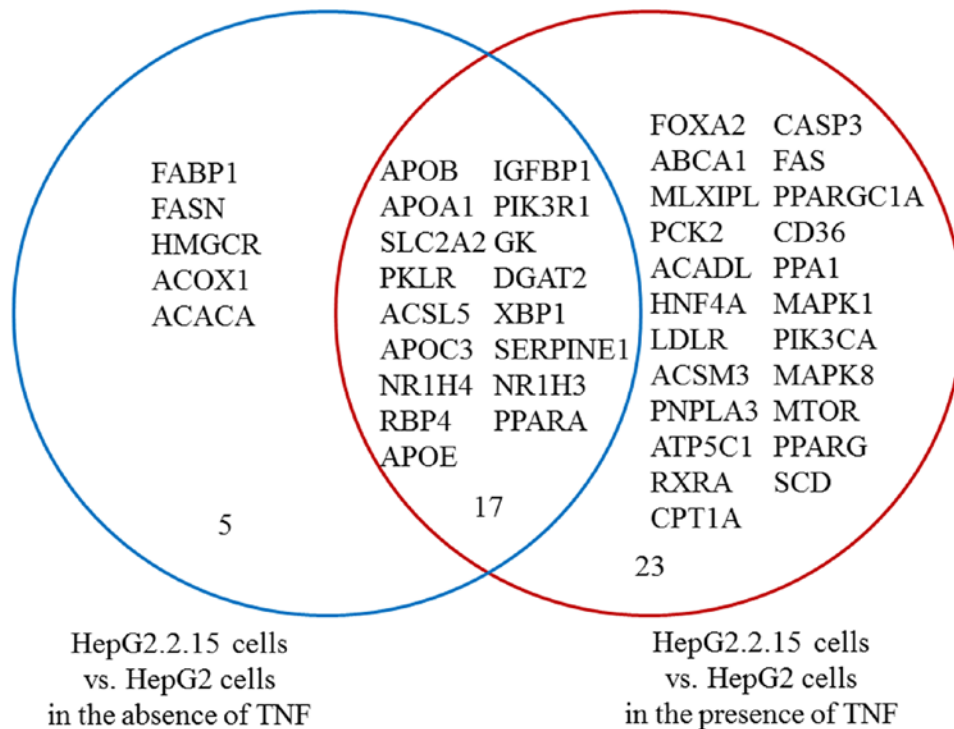 FABP1
FASN
HMGCR
ACOX1
ACACA
5
APOB IGFBP1
APOA1 PIK3R1
SLC2A2 GK
PKLR DGAT2
ACSL5 XBP1
APOC3 SERPINE1
NR1H4 NR1H3
RBP4 PPARA
APOE
17
FOXA2 CASP3
ABCA1 FAS
MLXIPL PPARGC1A
PCK2 CD36
ACADL PPA1
HNF4A MAPK1
LDLR PIK3CA
ACSM3 MAPK8
PNPLA3 MTOR
ATP5C1 PPARG
RXRA SCD
CPT1A
23
HepG2.2.15 cells
vs. HepG2 cells
in the absence of TNF
HepG2.2.15 cells
vs. HepG2 cells
in the presence of TNF